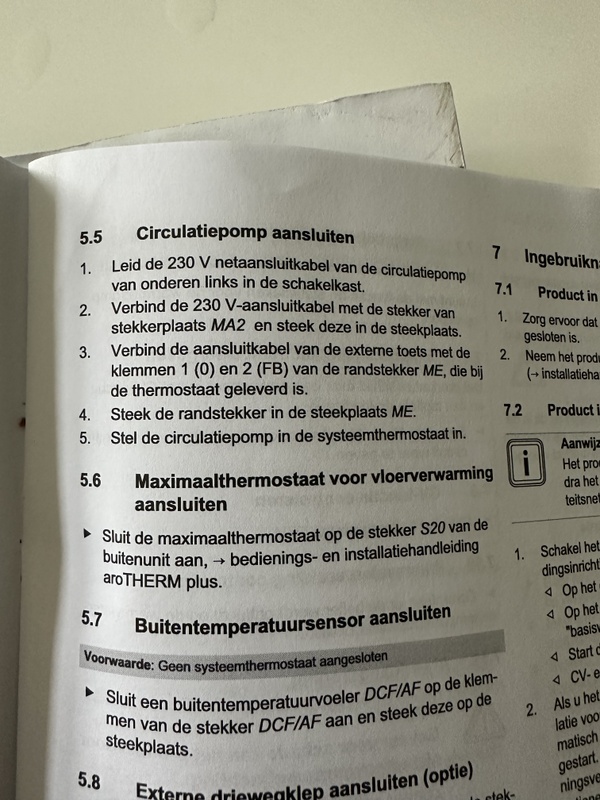 5.5 Circulatiepomp aansluiten
1. Leid de 230 V netaansluitkabel van de circulatiepomp
van onderen links in de schakelkast.
2. Verbind de 230 V-aansluitkabel met de stekker van
stekkerplaats MA2 en steek deze in de steekplaats.
3. Verbind de aansluitkabel van de externe toets met de
klemmen 1 (0) en 2 (FB) van de randstekker ME, die bij
de thermostaat geleverd is.
4. Steek de randstekker in de steekplaats ME.
5. Stel de circulatiepomp in de systeemthermostaat in.
5.6 Maximaalthermostaat voor vloerverwarming
aansluiten
▶ Sluit de maximaalthermostaat op de stekker S20 van de
buitenunit aan, → bedienings- en installatiehandleiding
aroTHERM plus.
5.7 Buitentemperatuursensor aansluiten
Voorwaarde: Geen systeemthermostaat aangesloten
▶ Sluit een buitentemperatuurvoeler DCF/AF op de klem-
men van de stekker DCF/AF aan en steek deze op de
steekplaats.
5.8 Externe driewegklep aansluiten (optie)
stek-
7 Ingebruikn
7.1 Product in
1. Zorg ervoor dat
gesloten is.
2. Neem het prod
(→ installatieha
7.2 Product i
Aanwijz
Het pro
dra het
teitsnet
1. Schakel het
dingsinricht
◁ Op het
◁ Op het
"basisv
◁ Start d
◁ CV- e
2. Als u het
latie voo
matisch
gestart.
ningsve